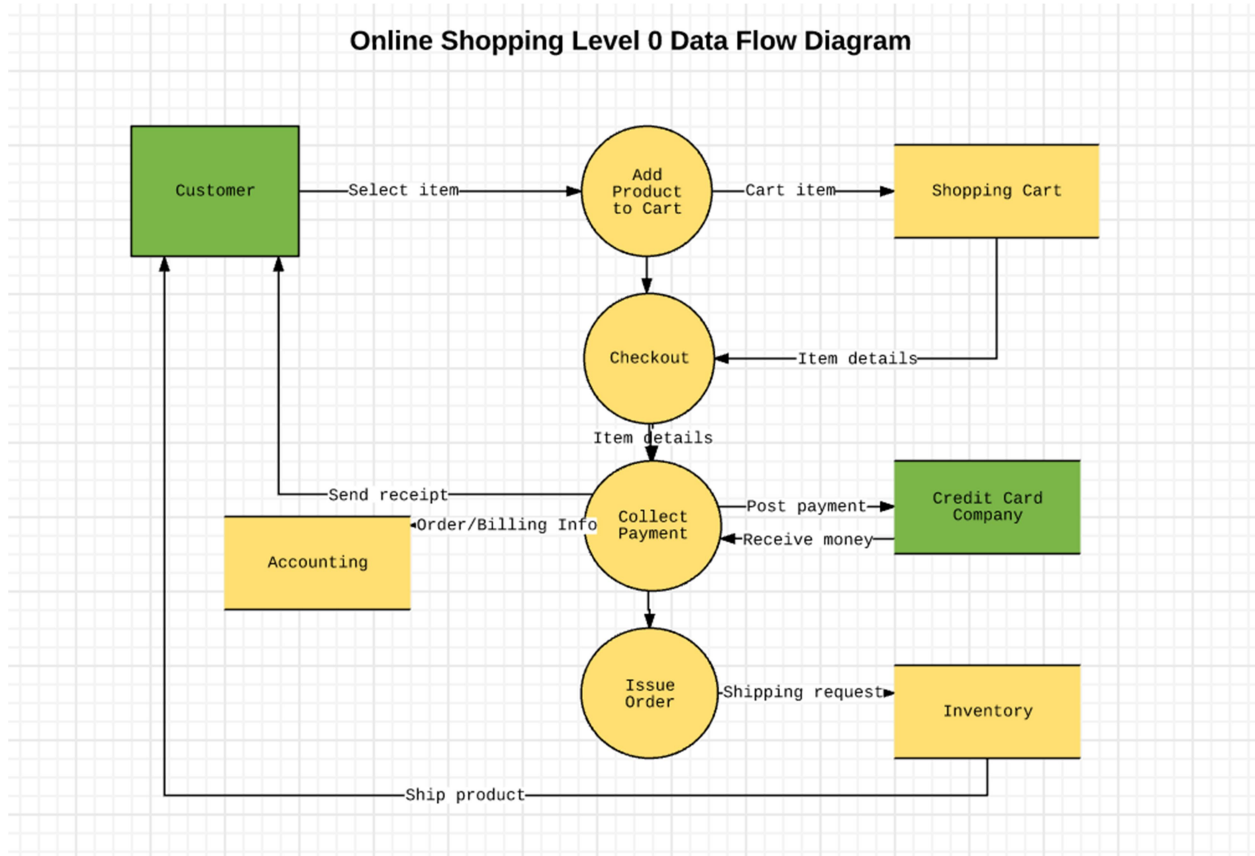 Online Shopping Level 0 Data Flow Diagram
Customer
Select item
Add
Product
to Cart
Cart item
Shopping Cart
Checkout
Item details
Item details
Send receipt
Order/Billing Info
Accounting
Collect
Payment
Post payment
Receive money
Credit Card
Company
Issue
Order
Shipping request
Inventory
Ship product